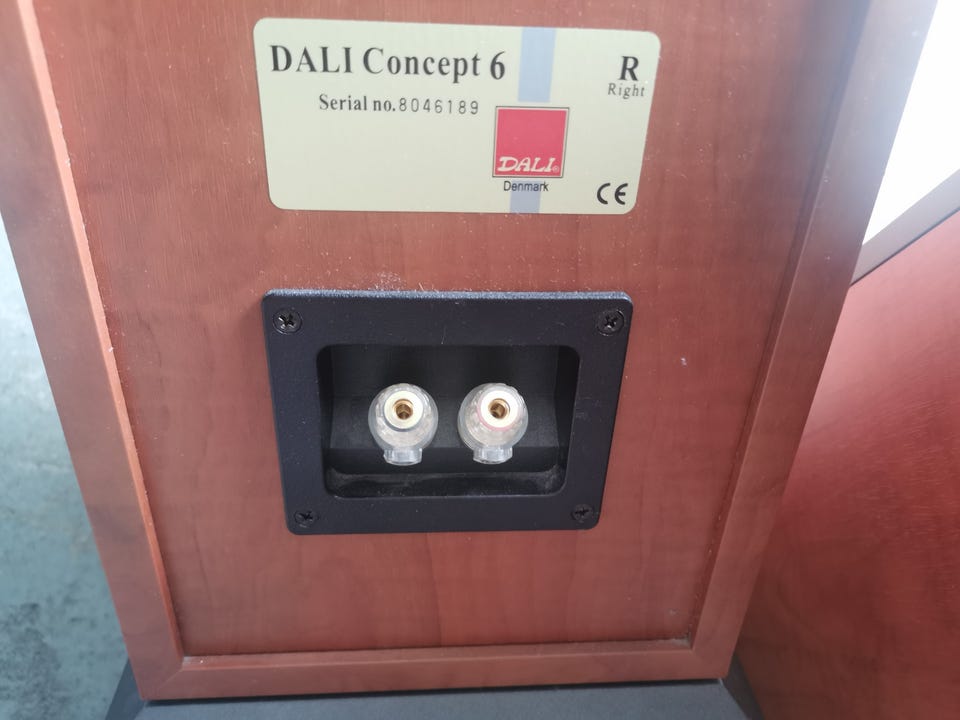 DALI Concept 6
R
Right
Serial no.8046189
DALI®
Denmark
CE